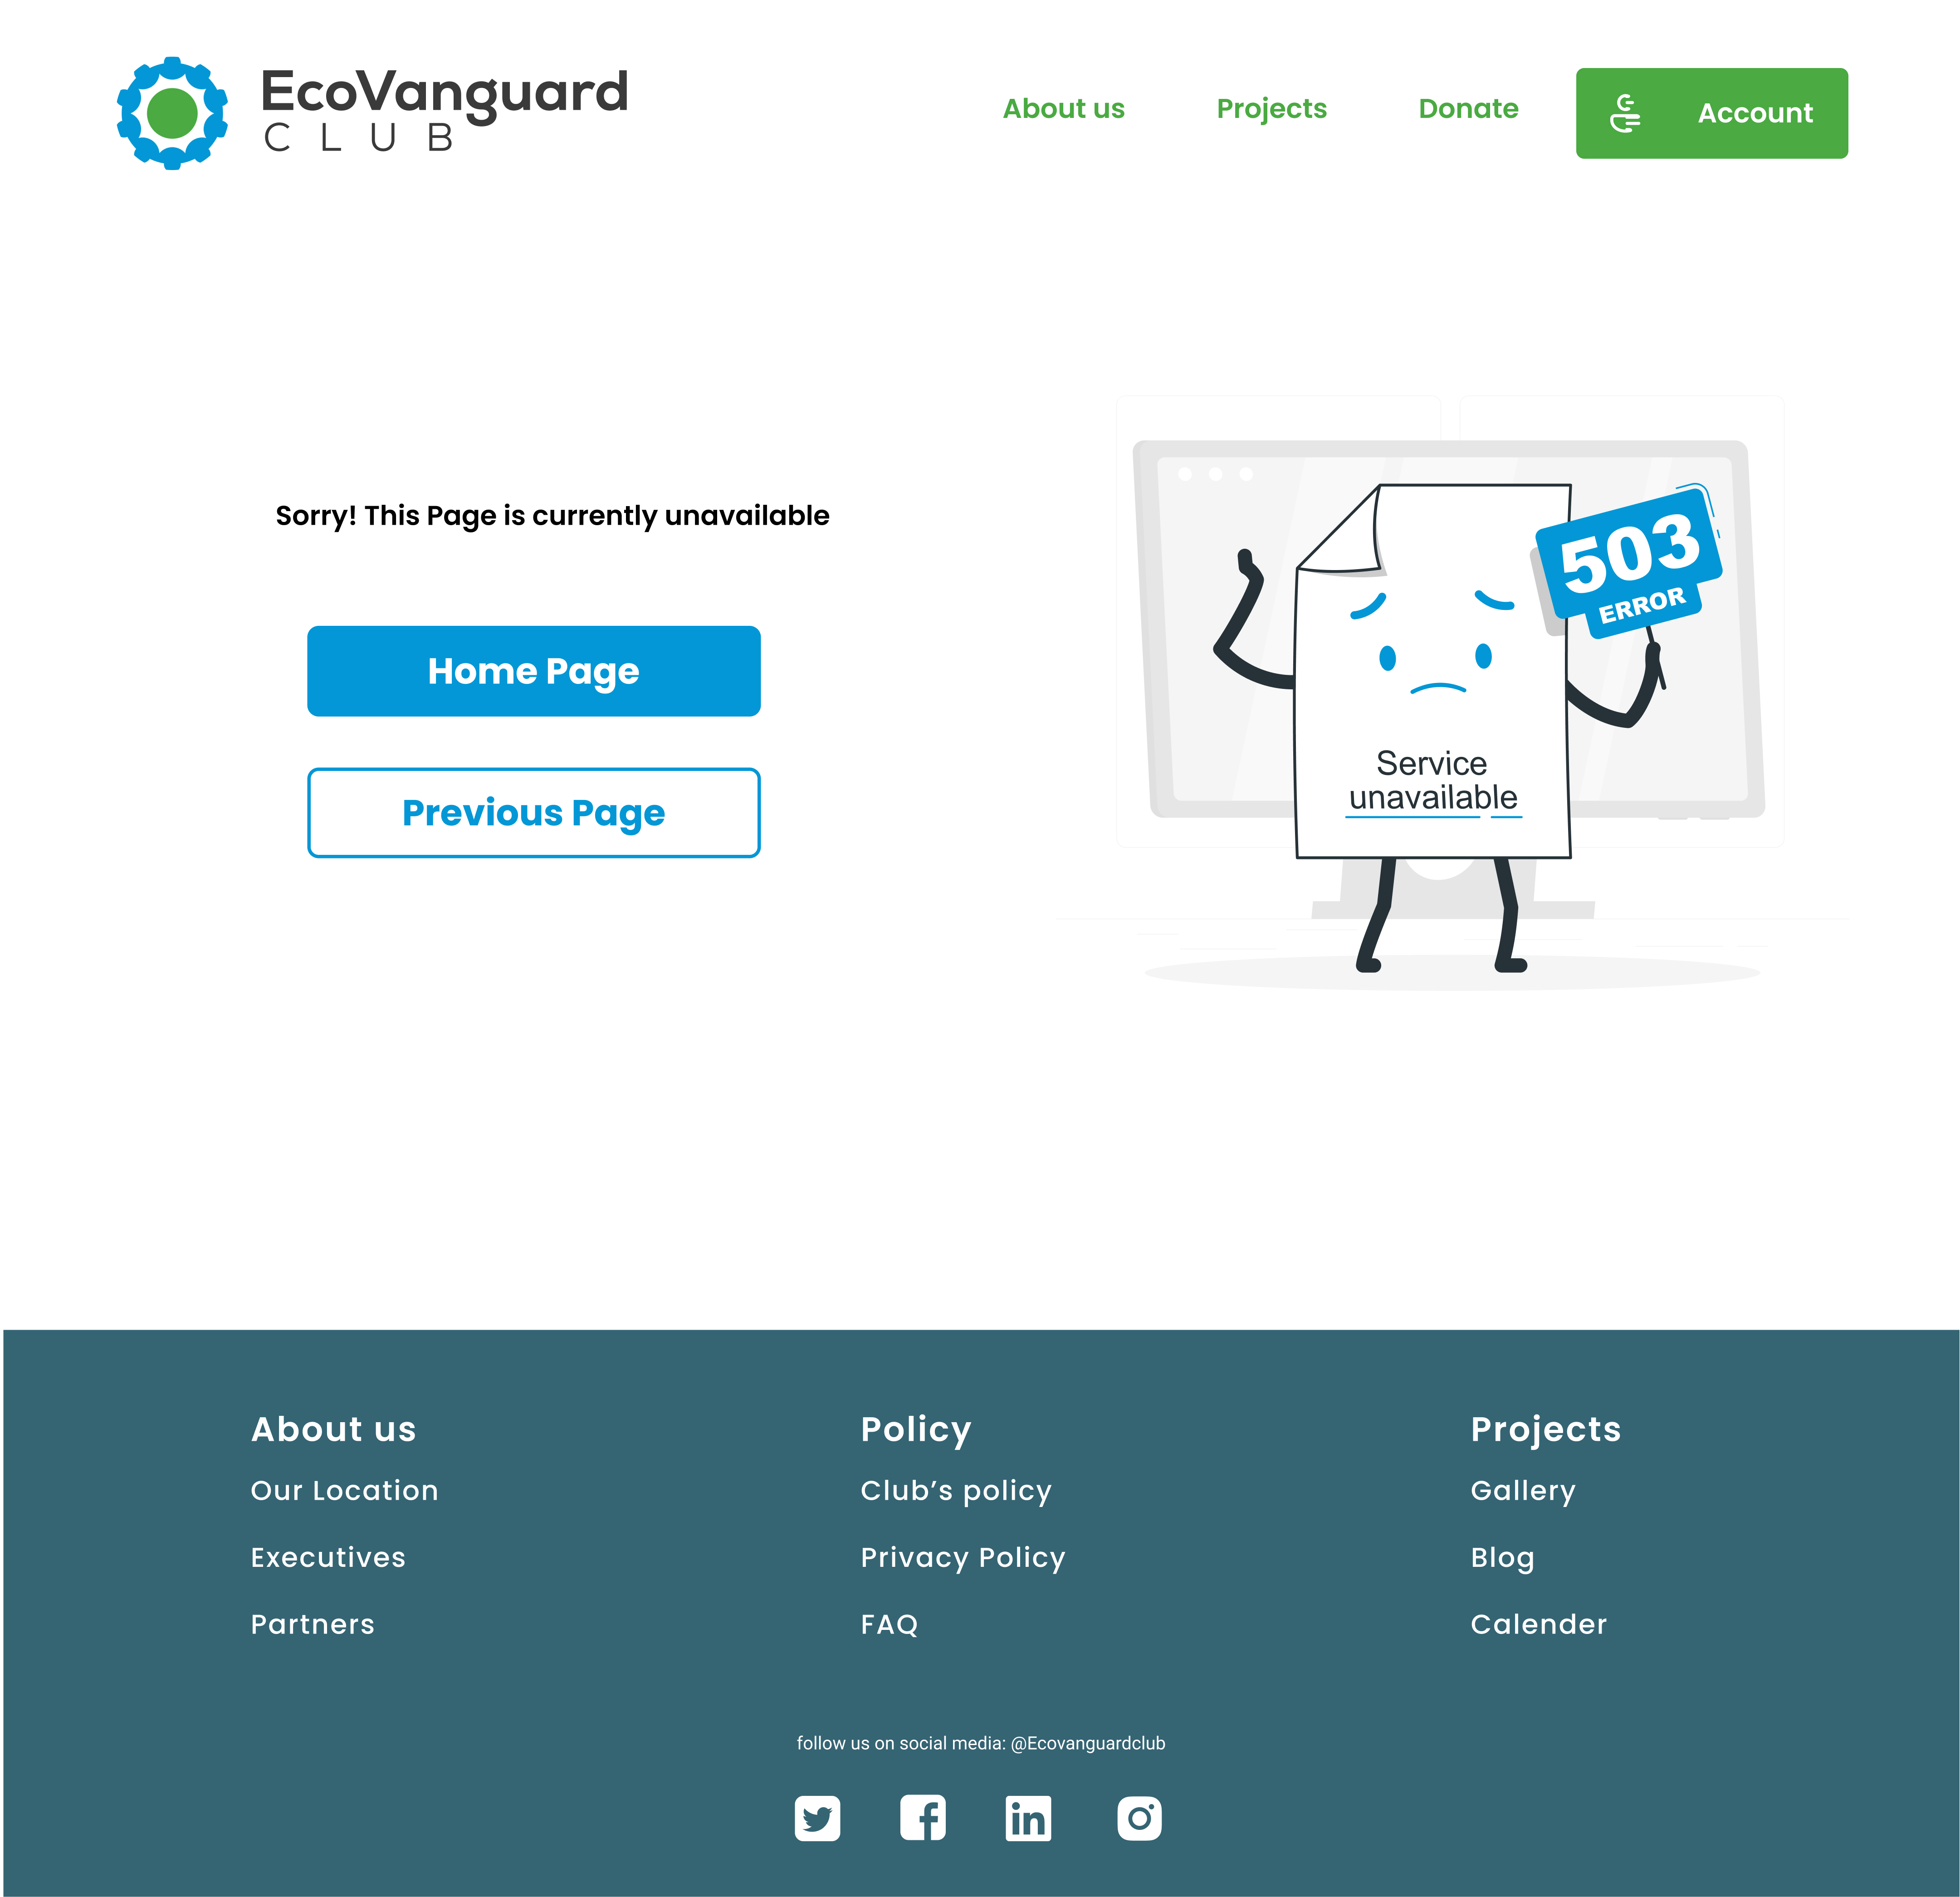 EcoVanguard
CLUB
About us
Projects
Donate
Account
Sorry! This Page is currently unavailable
Home Page
Previous Page
503
ERROR
Service
unavailable
About us
Our Location
Executives
Partners
Policy
Club’s policy
Privacy Policy
FAQ
Projects
Gallery
Blog
Calender
follow us on social media: @Ecovanguardclub